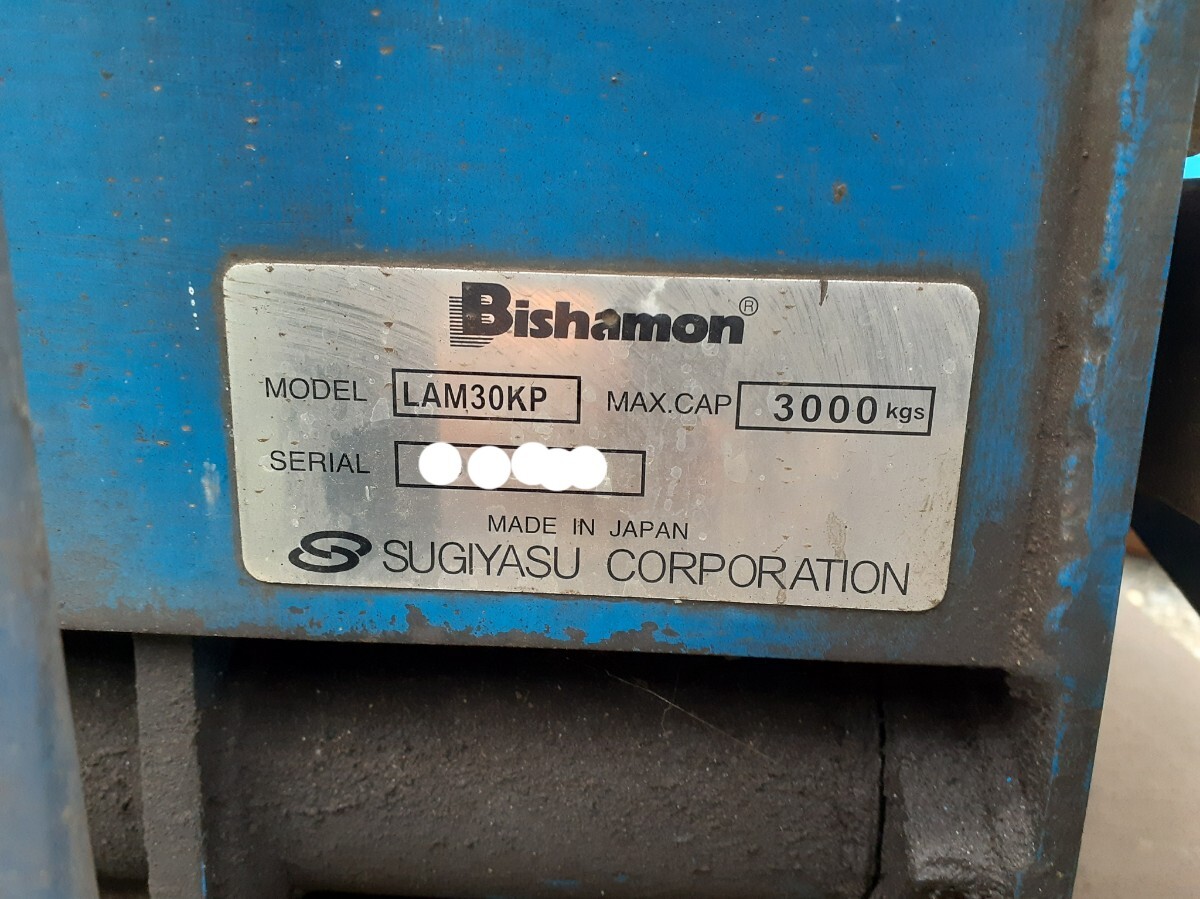 Bishamon®
MODEL LAM30KP MAX.CAP 3000 kgs
SERIAL
MADE IN JAPAN
SUGIYASU CORPORATION